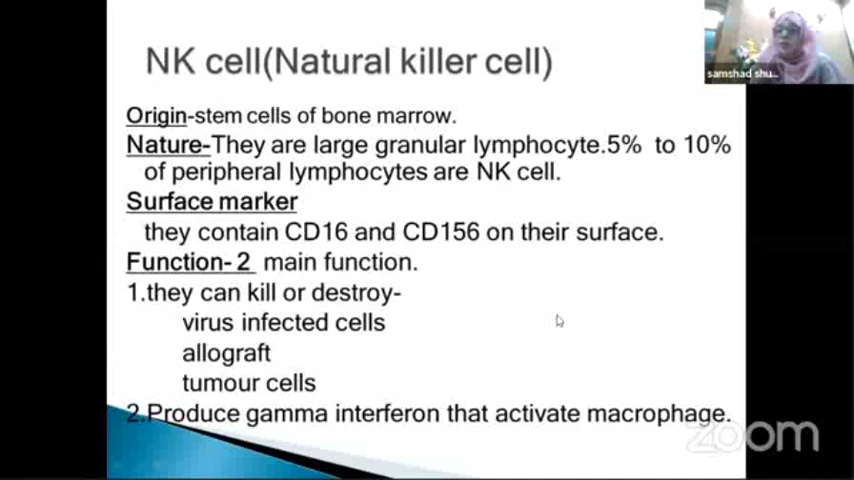 NK cell(Natural killer cell)
samshad shu...
Origin-stem cells of bone marrow.
Nature-They are large granular lymphocyte.5% to 10%
of peripheral lymphocytes are NK cell.
Surface marker
they contain CD16 and CD156 on their surface.
Function- 2 main function.
1.they can kill or destroy-
virus infected cells
allograft
tumour cells
2.Produce gamma interferon that activate macrophage.
zoom